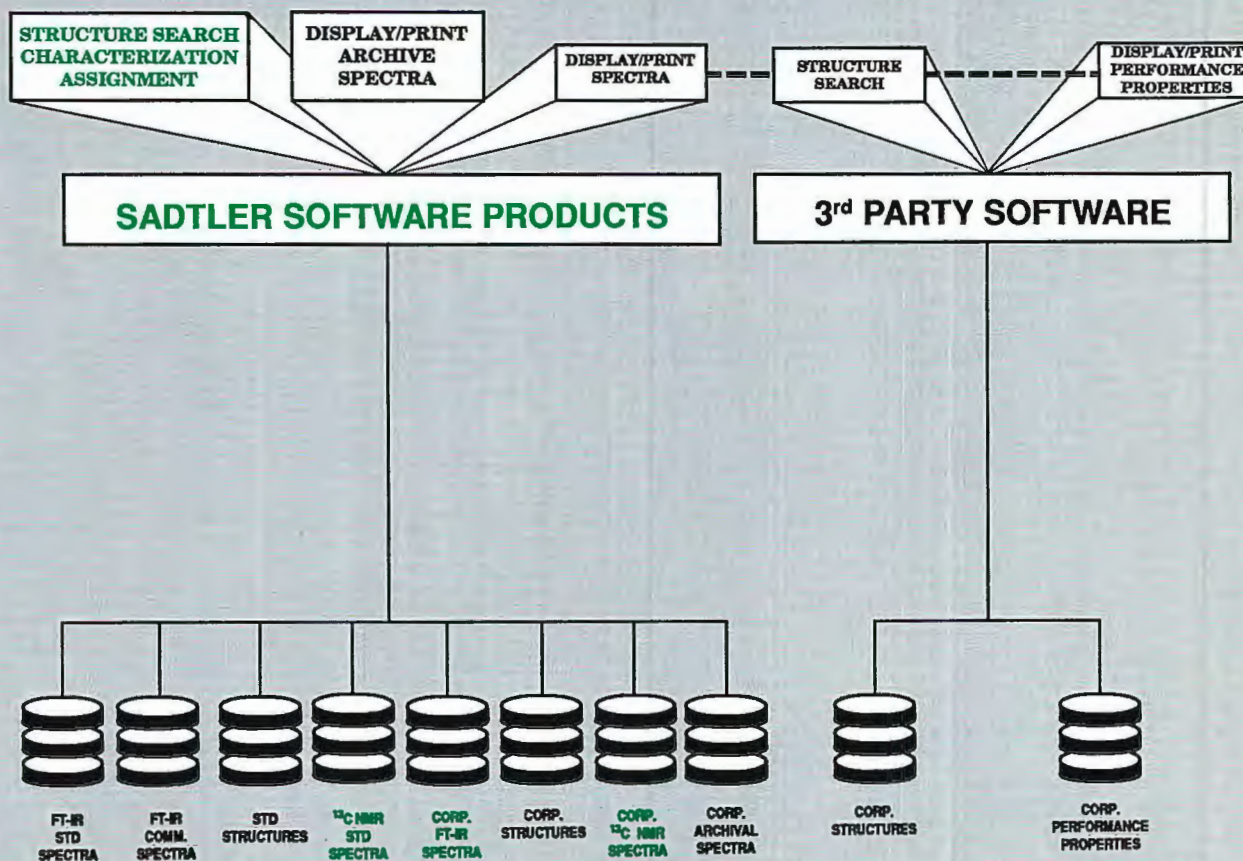 STRUCTURE SEARCH
CHARACTERIZATION
ASSIGNMENT
DISPLAY/PRINT
ARCHIVE
SPECTRA
DISPLAY/PRINT
SPECTRA
STRUCTURE
SEARCH
DISPLAY/PRINT
PERFORMANCE
PROPERTIES
SADTLER SOFTWARE PRODUCTS
3rd PARTY SOFTWARE
FT-IR
STD
SPECTRA
FT-IR
COMM.
SPECTRA
STD
STRUCTURES
¹³C NMR
STD
SPECTRA
CORP.
FT-IR
SPECTRA
CORP.
STRUCTURES
CORP.
¹³C NMR
SPECTRA
CORP.
ARCHIVAL
SPECTRA
CORP.
STRUCTURES
CORP.
PERFORMANCE
PROPERTIES